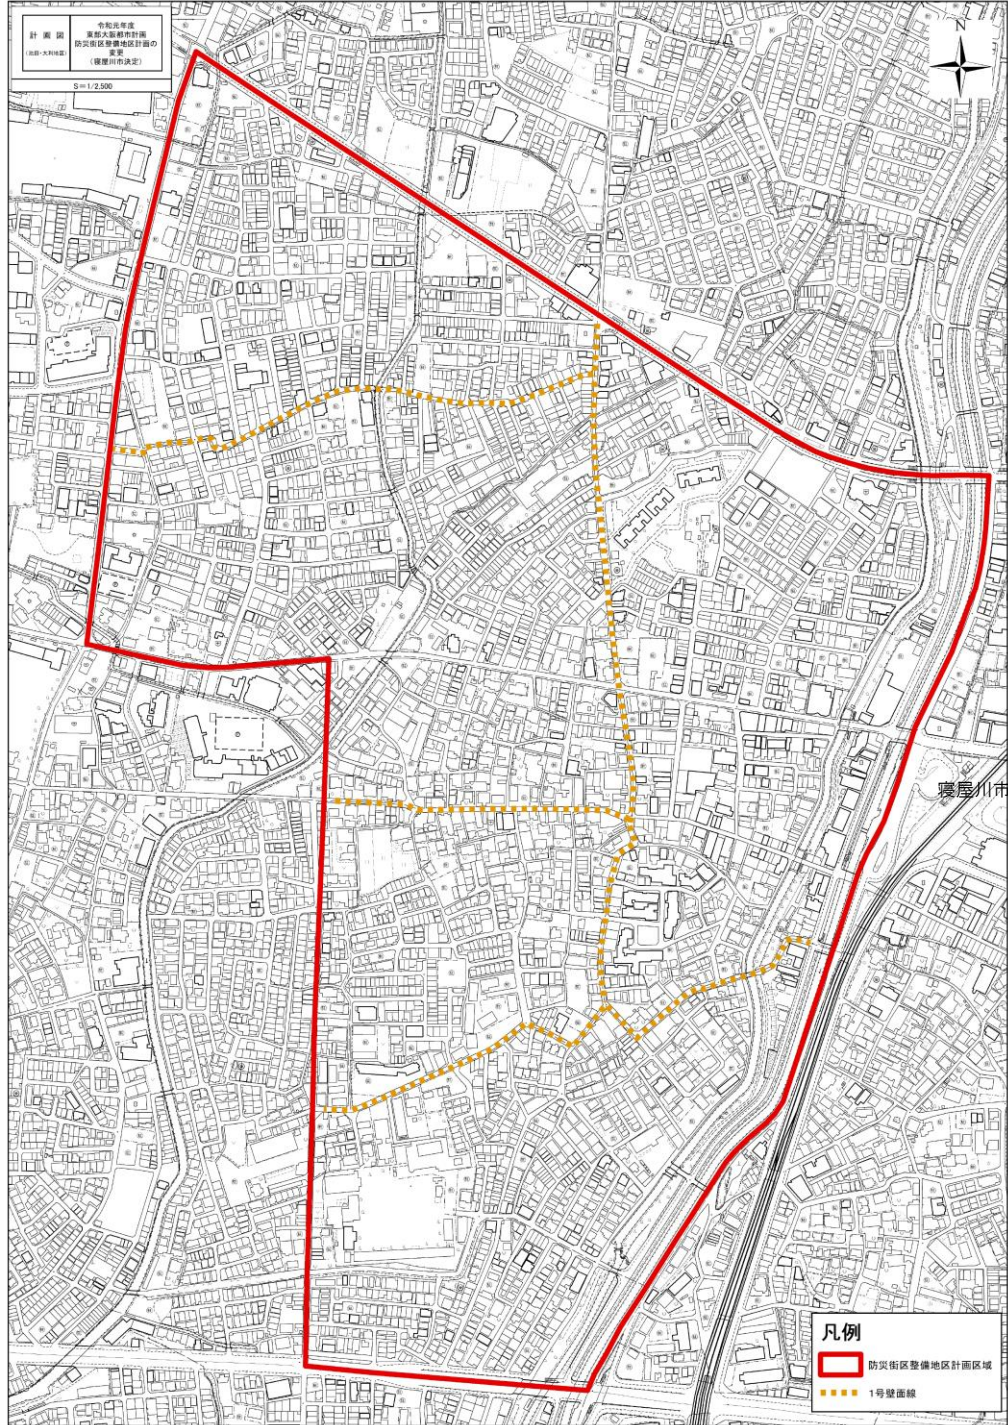 計画図
令和元年度
東部大阪都市計画
防災街区整備地区計画の
変更
(寝屋川市決定)
S=1/2,500
N
寝屋川市
凡例
防災街区整備地区計画区域
1号壁面線